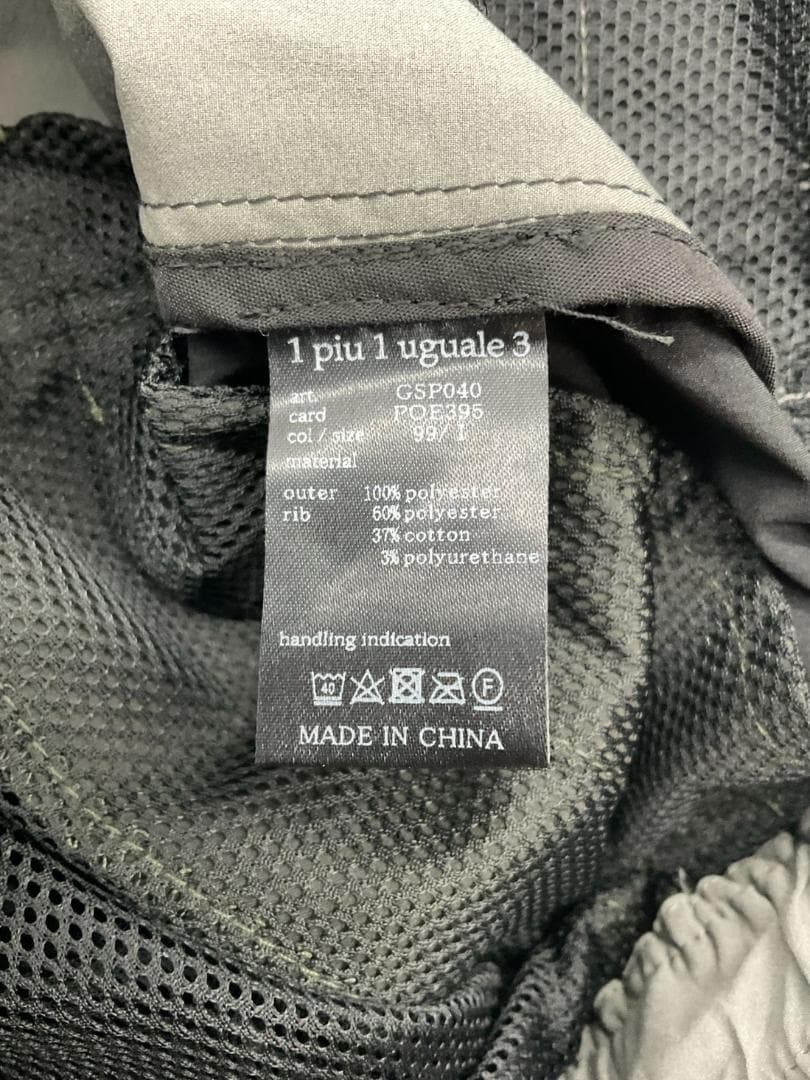 1 piu 1 uguale 3
art. GSP040
card POE395
col / size 99/ 1
material
outer 100% polyester
rib 60% polyester
37% cotton
3% polyurethane
handling indication
40 F
MADE IN CHINA